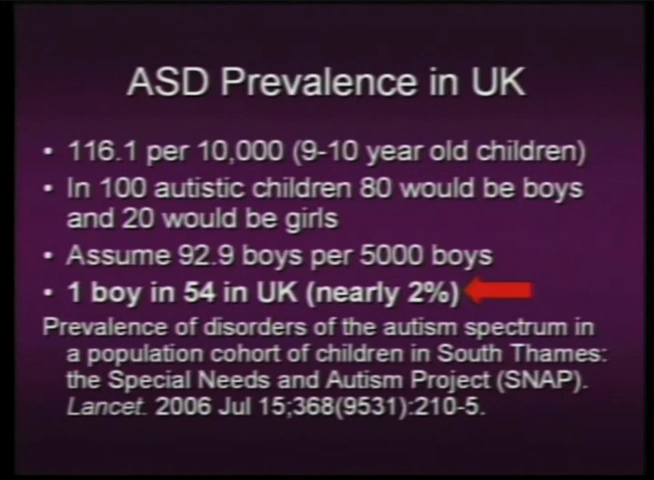 ASD Prevalence in UK
• 116.1 per 10,000 (9-10 year old children)
• In 100 autistic children 80 would be boys
and 20 would be girls
• Assume 92.9 boys per 5000 boys
• 1 boy in 54 in UK (nearly 2%)
Prevalence of disorders of the autism spectrum in
a population cohort of children in South Thames:
the Special Needs and Autism Project (SNAP).
Lancet. 2006 Jul 15;368(9531):210-5.